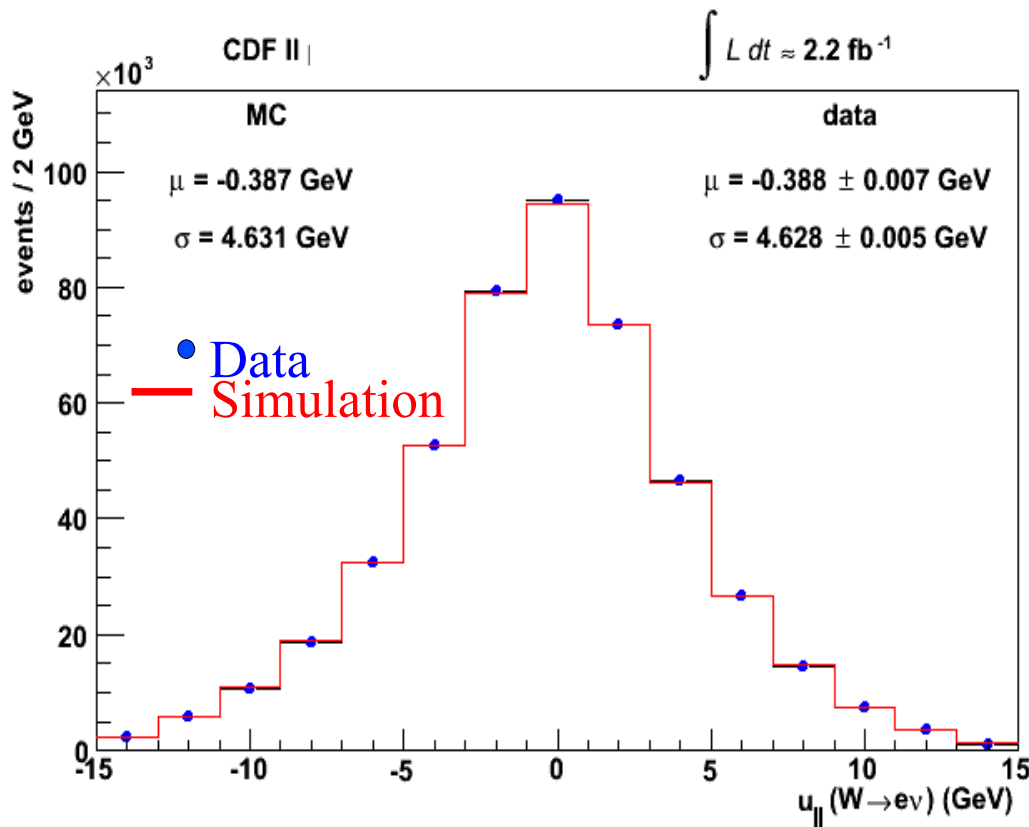 CDF II |
∫ L dt ≈ 2.2 fb⁻¹
×10³
MC
data
μ = -0.387 GeV
μ = -0.388 ± 0.007 GeV
σ = 4.631 GeV
σ = 4.628 ± 0.005 GeV
Data
Simulation
events / 2 GeV
100
80
60
40
20
0
-15
-10
-5
0
5
10
15
u∥ (W→eν) (GeV)